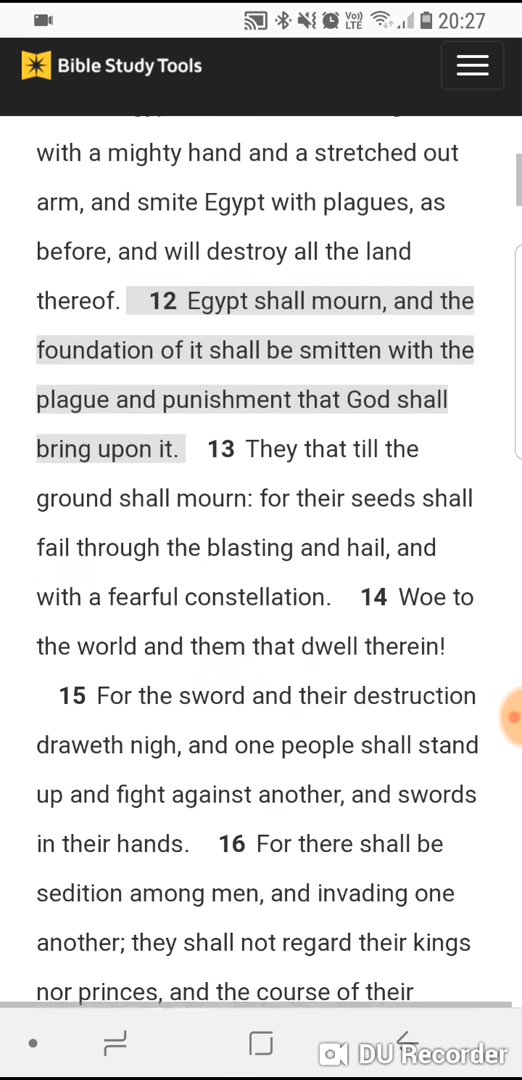 Vo))
LTE
20:27
Bible Study Tools
with a mighty hand and a stretched out
arm, and smite Egypt with plagues, as
before, and will destroy all the land
thereof. 12 Egypt shall mourn, and the
foundation of it shall be smitten with the
plague and punishment that God shall
bring upon it. 13 They that till the
ground shall mourn: for their seeds shall
fail through the blasting and hail, and
with a fearful constellation. 14 Woe to
the world and them that dwell therein!
15 For the sword and their destruction
draweth nigh, and one people shall stand
up and fight against another, and swords
in their hands. 16 For there shall be
sedition among men, and invading one
another; they shall not regard their kings
nor princes, and the course of their
DU Recorder